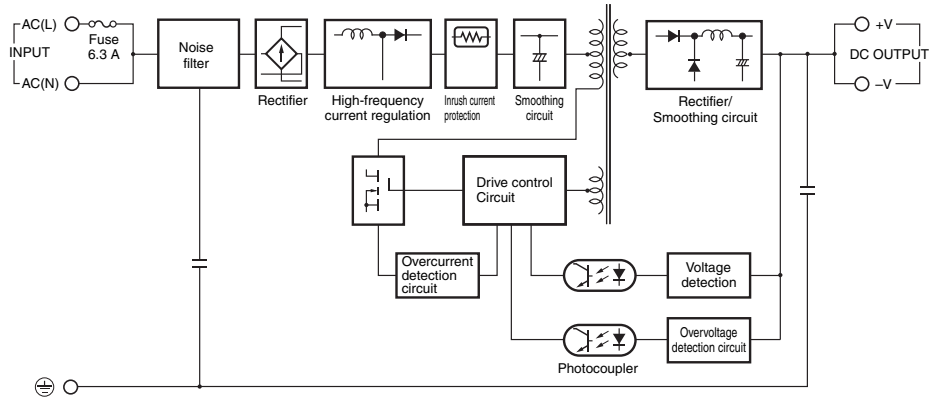 AC(L)
Fuse
6.3 A
INPUT
AC(N)
Noise
filter
Rectifier
High-frequency
current regulation
Inrush current
protection
Smoothing
circuit
Rectifier/
Smoothing circuit
+V
DC OUTPUT
–V
Drive control
Circuit
Overcurrent
detection
circuit
Voltage
detection
Overvoltage
detection circuit
Photocoupler